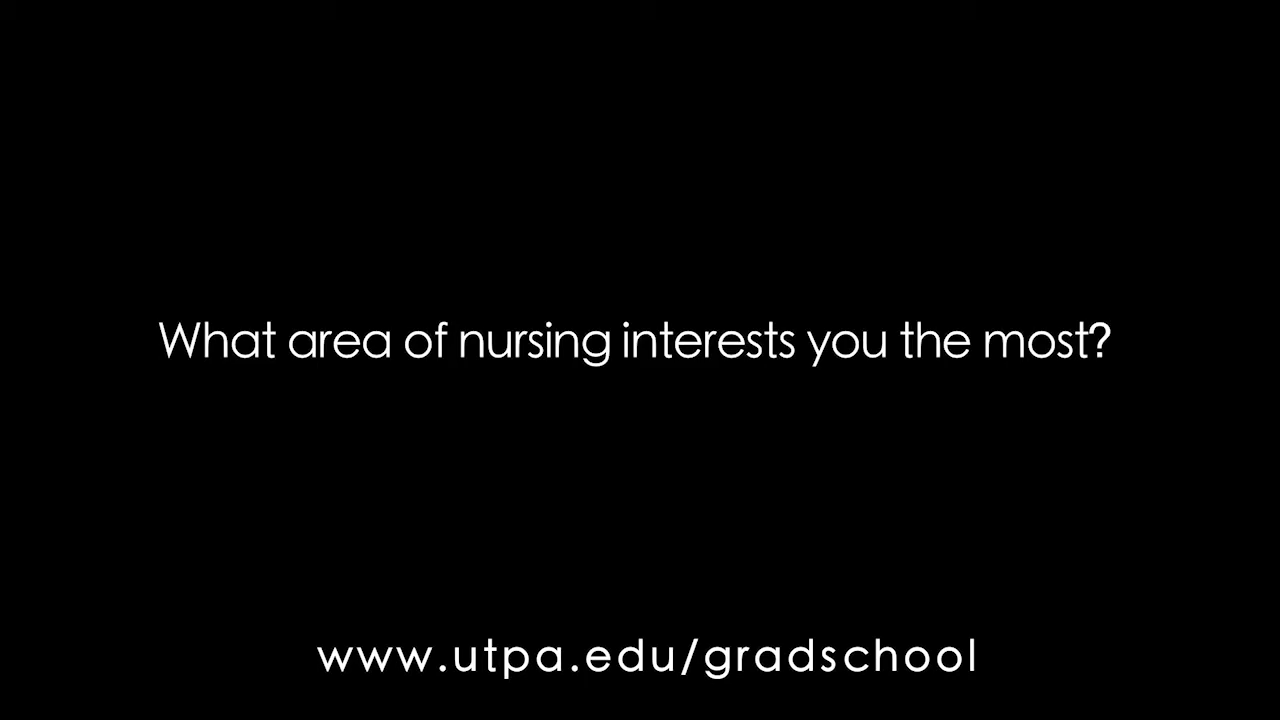 What area of nursing interests you the most?
www.utpa.edu/gradschool